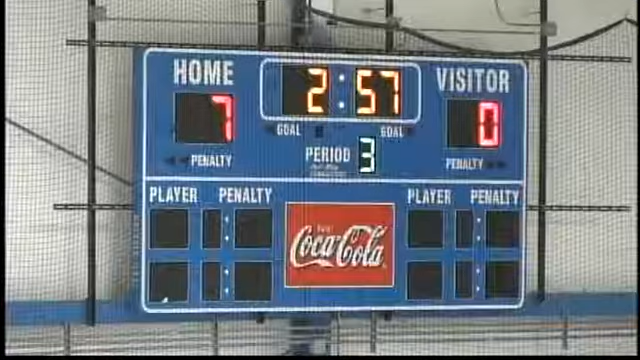 HOME 2:57 VISITOR
7 0
GOAL GOAL
PERIOD 3
PENALTY PENALTY
PLAYER PENALTY PLAYER PENALTY
Coca-Cola